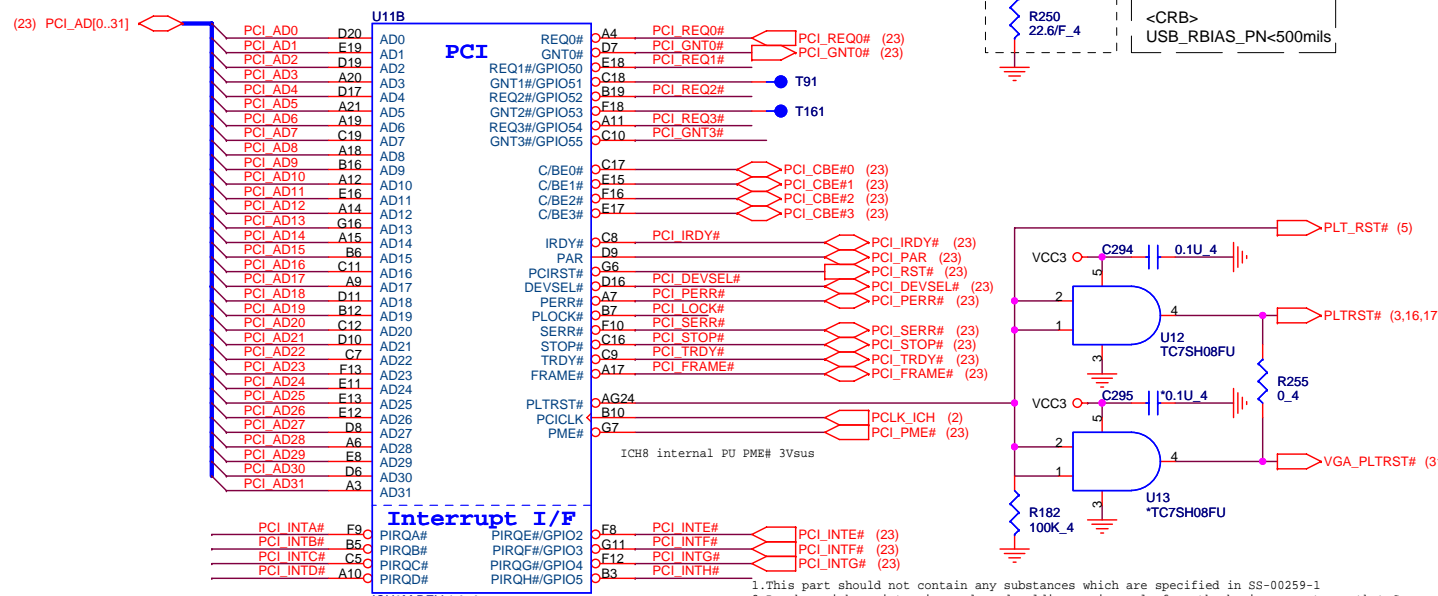 U11B
(23) PCI_AD[0..31]
PCI
PCI_AD0 D20 AD0
PCI_AD1 E19 AD1
PCI_AD2 D19 AD2
PCI_AD3 A20 AD3
PCI_AD4 D17 AD4
PCI_AD5 A21 AD5
PCI_AD6 A19 AD6
PCI_AD7 C19 AD7
PCI_AD8 A18 AD8
PCI_AD9 B16 AD9
PCI_AD10 A12 AD10
PCI_AD11 E16 AD11
PCI_AD12 A14 AD12
PCI_AD13 G16 AD13
PCI_AD14 A15 AD14
PCI_AD15 B6 AD15
PCI_AD16 C11 AD16
PCI_AD17 A9 AD17
PCI_AD18 D11 AD18
PCI_AD19 B12 AD19
PCI_AD20 C12 AD20
PCI_AD21 D10 AD21
PCI_AD22 C7 AD22
PCI_AD23 F13 AD23
PCI_AD24 E11 AD24
PCI_AD25 E13 AD25
PCI_AD26 E12 AD26
PCI_AD27 D8 AD27
PCI_AD28 A6 AD28
PCI_AD29 E8 AD29
PCI_AD30 D6 AD30
PCI_AD31 A3 AD31
REQ0# A4 PCI_REQ0# PCI_REQ0# (23)
GNT0# D7 PCI_GNT0# PCI_GNT0# (23)
REQ1#/GPIO50 E18 PCI_REQ1#
GNT1#/GPIO51 C18 T91
REQ2#/GPIO52 B19 PCI_REQ2#
GNT2#/GPIO53 F18 T161
REQ3#/GPIO54 A11 PCI_REQ3#
GNT3#/GPIO55 C10 PCI_GNT3#
C/BE0# C17 PCI_CBE#0 (23)
C/BE1# E15 PCI_CBE#1 (23)
C/BE2# F16 PCI_CBE#2 (23)
C/BE3# E17 PCI_CBE#3 (23)
IRDY# C8 PCI_IRDY# PCI_IRDY# (23)
PAR D9 PCI_PAR (23)
PCIRST# G6 PCI_RST# (23)
DEVSEL# D16 PCI_DEVSEL# PCI_DEVSEL# (23)
PERR# A7 PCI_PERR# PCI_PERR# (23)
PLOCK# B7 PCI_LOCK#
SERR# F10 PCI_SERR# PCI_SERR# (23)
STOP# C16 PCI_STOP# PCI_STOP# (23)
TRDY# C9 PCI_TRDY# PCI_TRDY# (23)
FRAME# A17 PCI_FRAME# PCI_FRAME# (23)
PLTRST# AG24
PCICLK B10 PCLK_ICH (2)
PME# G7 PCI_PME# (23)
ICH8 internal PU PME# 3Vsus
Interrupt I/F
PCI_INTA# F9 PIRQA#
PCI_INTB# B5 PIRQB#
PCI_INTC# C5 PIRQC#
PCI_INTD# A10 PIRQD#
PIRQE#/GPIO2 F8 PCI_INTE# PCI_INTE# (23)
PIRQF#/GPIO3 G11 PCI_INTF# PCI_INTF# (23)
PIRQG#/GPIO4 F12 PCI_INTG# PCI_INTG# (23)
PIRQH#/GPIO5 B3 PCI_INTH#
R250
22.6/F_4
<CRB>
USB_RBIAS_PN<500mils
PLT_RST# (5)
VCC3 C294 0.1U_4
5
2
1
4
3
U12
TC7SH08FU
PLTRST# (3,16,17
R255
0_4
VCC3 C295 *0.1U_4
5
2
1
4
3
U13
*TC7SH08FU
VGA_PLTRST# (3
R182
100K_4
1.This part should not contain any substances which are specified in SS-00259-1